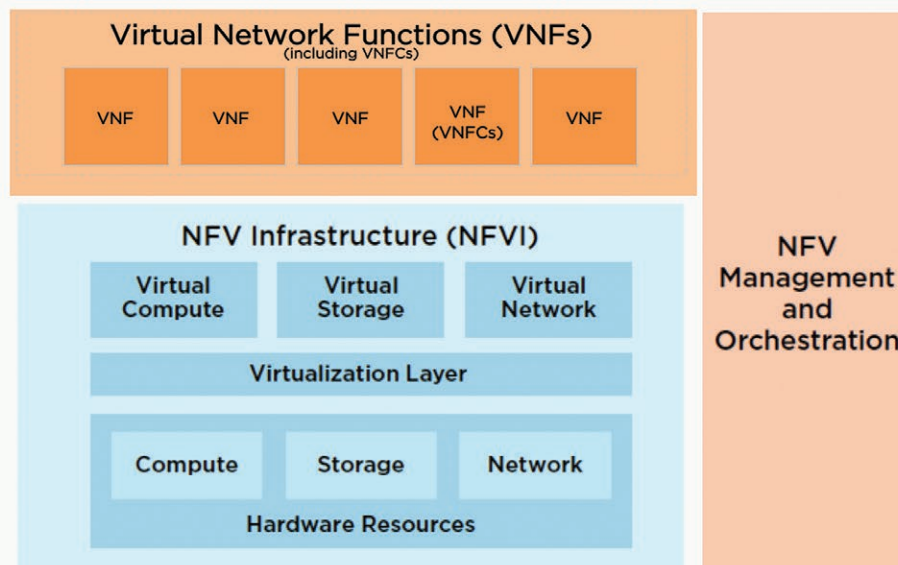 Virtual Network Functions (VNFs)
(including VNFCs)
VNF
VNF
VNF
VNF
(VNFCs)
VNF
NFV Infrastructure (NFVI)
Virtual
Compute
Virtual
Storage
Virtual
Network
Virtualization Layer
Compute
Storage
Network
Hardware Resources
NFV
Management
and
Orchestration